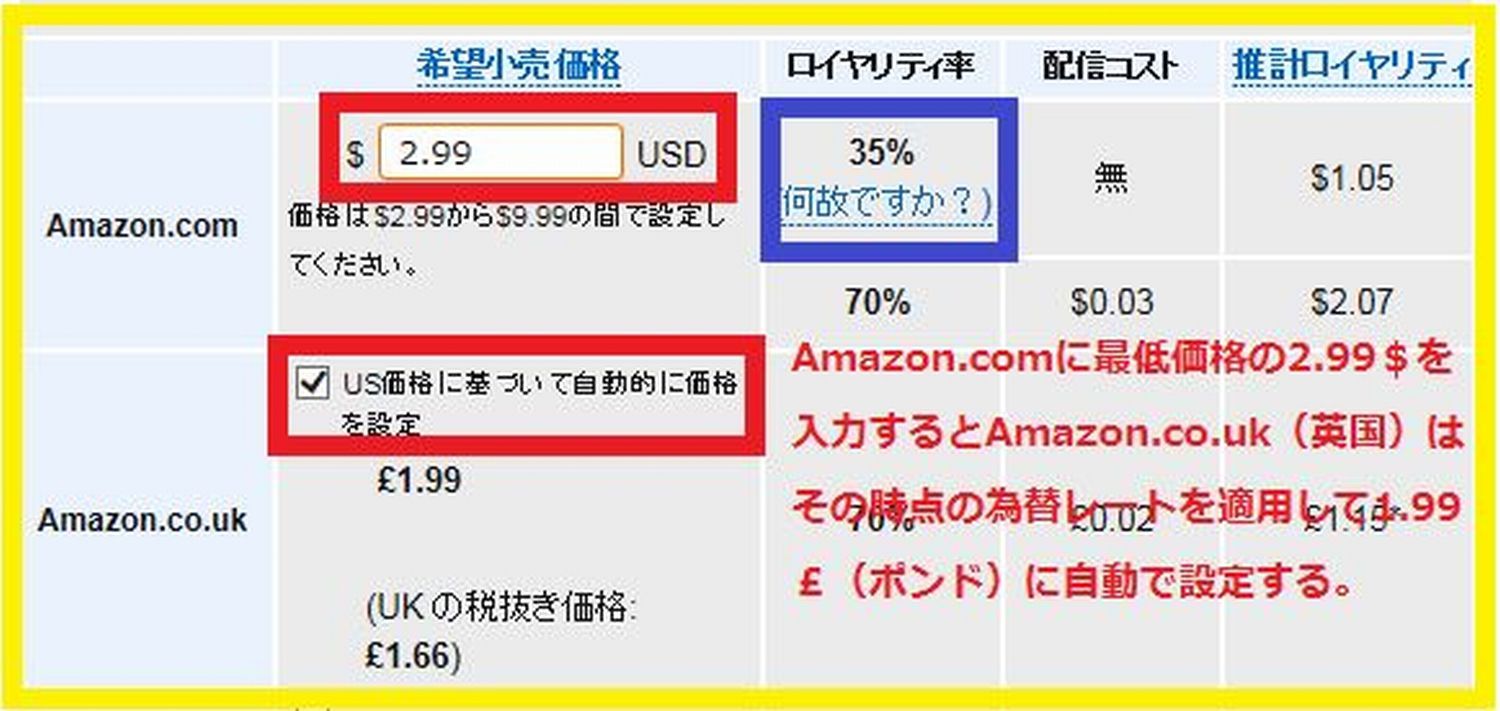 希望小売価格 ロイヤリティ率 配信コスト 推計ロイヤリティ
Amazon.com
$ 2.99 USD
価格は$2.99から$9.99の間で設定し
てください。
35%
(何故ですか?)
無
$1.05
70%
$0.03
$2.07
Amazon.co.uk
US価格に基づいて自動的に価格
を設定
£1.99
(UKの税抜き価格:
£1.66)
70%
£0.02
£1.15*
Amazon.comに最低価格の2.99$を
入力するとAmazon.co.uk(英国)は
その時点の為替レートを適用して1.99
£(ポンド)に自動で設定する。